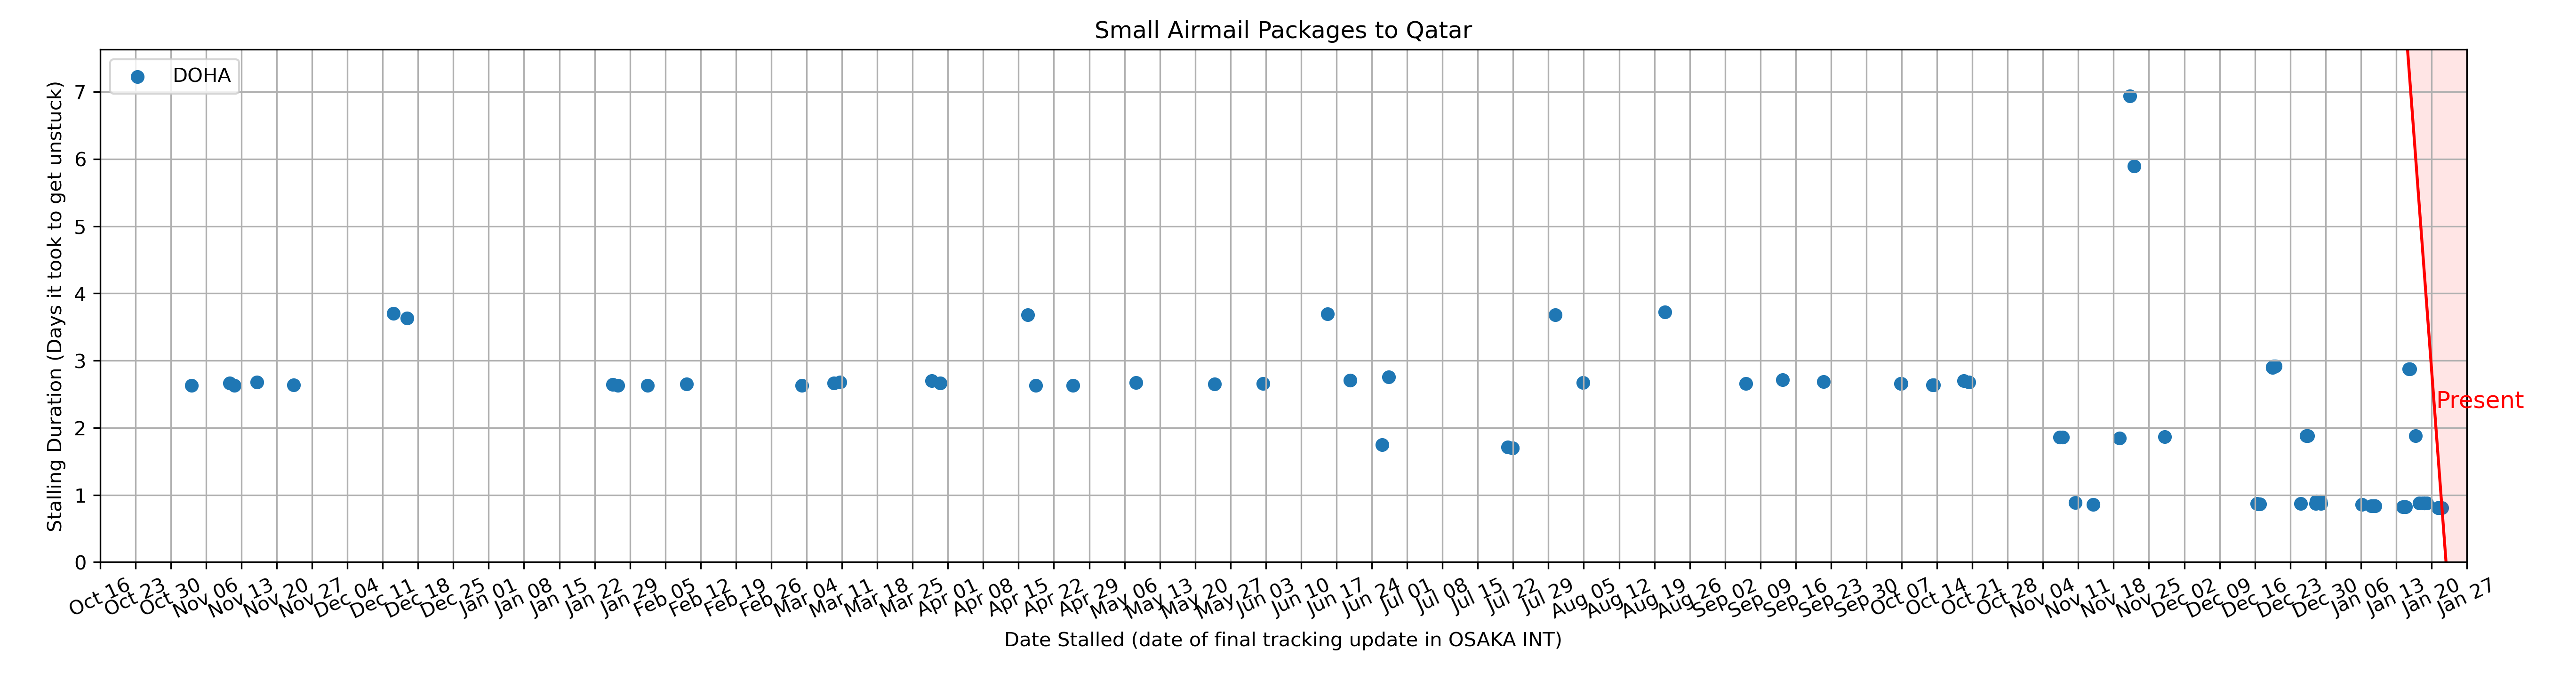 Small Airmail Packages to Qatar
DOHA
Stalling Duration (Days it took to get unstuck)
7
6
5
4
3
2
1
0
Present
Oct 16
Oct 23
Oct 30
Nov 06
Nov 13
Nov 20
Nov 27
Dec 04
Dec 11
Dec 18
Dec 25
Jan 01
Jan 08
Jan 15
Jan 22
Jan 29
Feb 05
Feb 12
Feb 19
Feb 26
Mar 04
Mar 11
Mar 18
Mar 25
Apr 01
Apr 08
Apr 15
Apr 22
Apr 29
May 06
May 13
May 20
May 27
Jun 03
Jun 10
Jun 17
Jun 24
Jul 01
Jul 08
Jul 15
Jul 22
Jul 29
Aug 05
Aug 12
Aug 19
Aug 26
Sep 02
Sep 09
Sep 16
Sep 23
Sep 30
Oct 07
Oct 14
Oct 21
Oct 28
Nov 04
Nov 11
Nov 18
Nov 25
Dec 02
Dec 09
Dec 16
Dec 23
Dec 30
Jan 06
Jan 13
Jan 20
Jan 27
Date Stalled (date of final tracking update in OSAKA INT)